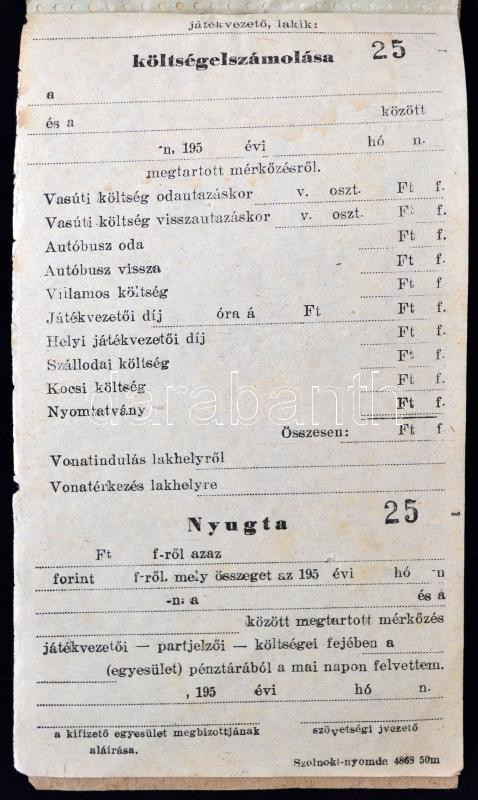 játékvezető, lakik:
költségelszámolása 25
a
és a között
-n, 195 évi hó n.
megtartott mérkőzésről.
Vasúti költség odautazáskor v. oszt. Ft f.
Vasúti költség visszautazáskor v. oszt. Ft f.
Autóbusz oda Ft f.
Autóbusz vissza Ft f.
Villamos költség Ft f.
Játékvezetői díj óra á Ft Ft f.
Helyi játékvezetői díj Ft f.
Szállodai költség Ft f.
Kocsi költség Ft f.
Nyomtatvány Ft f.
Összesen: Ft f.
Vonatindulás lakhelyről
Vonatérkezés lakhelyre
Nyugta 25
Ft f-ről azaz
forint f-ről. mely összeget az 195 évi hó -n
-n: a és a
között megtartott mérkőzés
játékvezetői — partjelzői — költségei fejében a
(egyesület) pénztárából a mai napon felvettem.
, 195 évi hó n.
a kifizető egyesület megbizottjának szövetségi jvezető
aláírása.
Szolnoki-nyomda 4868 50m
darabanth